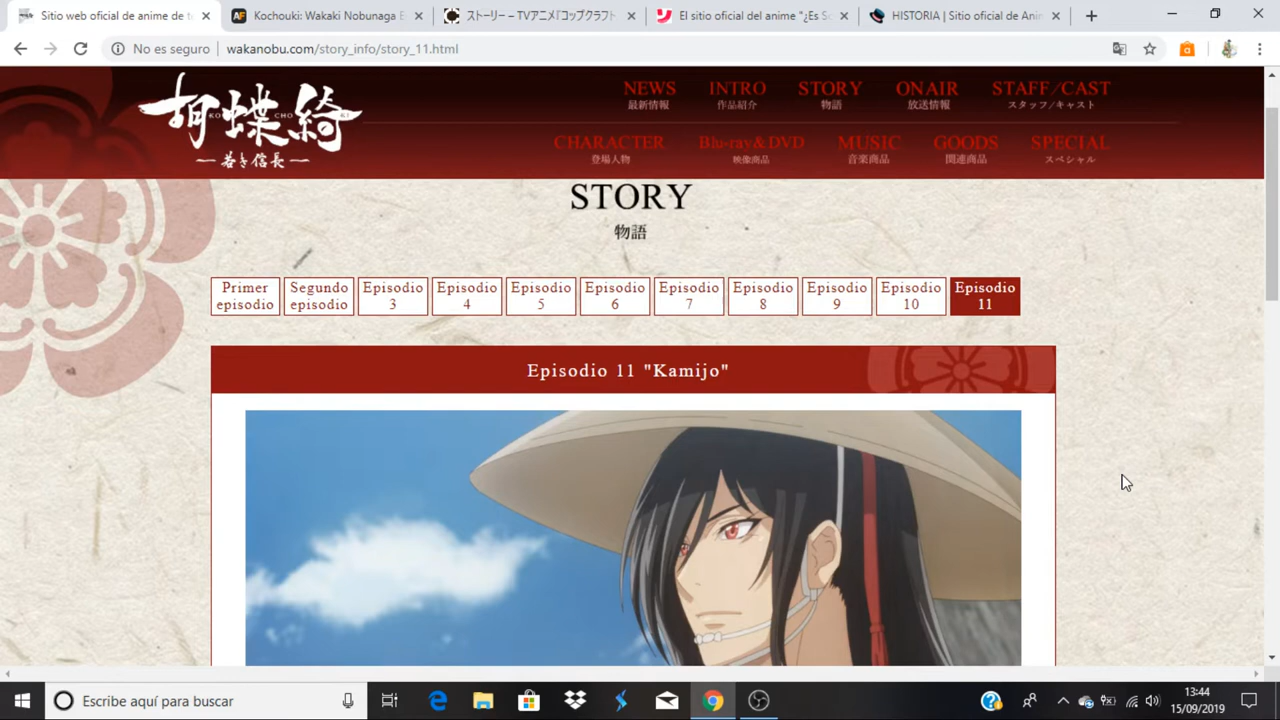 Sitio web oficial de anime de t
Kochouki: Wakaki Nobunaga E
ストーリー – TVアニメ『コップクラフト
El sitio oficial del anime "¿Es So
HISTORIA | Sitio oficial de Anim
No es seguro
wakanobu.com/story_info/story_11.html
胡蝶綺
KO CHO KI
若き信長
NEWS
最新情報
INTRO
作品紹介
STORY
物語
ON AIR
放送情報
STAFF/CAST
スタッフ/キャスト
CHARACTER
登場人物
Blu-ray&DVD
映像商品
MUSIC
音楽商品
GOODS
関連商品
SPECIAL
スペシャル
STORY
物語
Primer episodio
Segundo episodio
Episodio 3
Episodio 4
Episodio 5
Episodio 6
Episodio 7
Episodio 8
Episodio 9
Episodio 10
Episodio 11
Episodio 11 "Kamijo"
Escribe aquí para buscar
13:44
15/09/2019